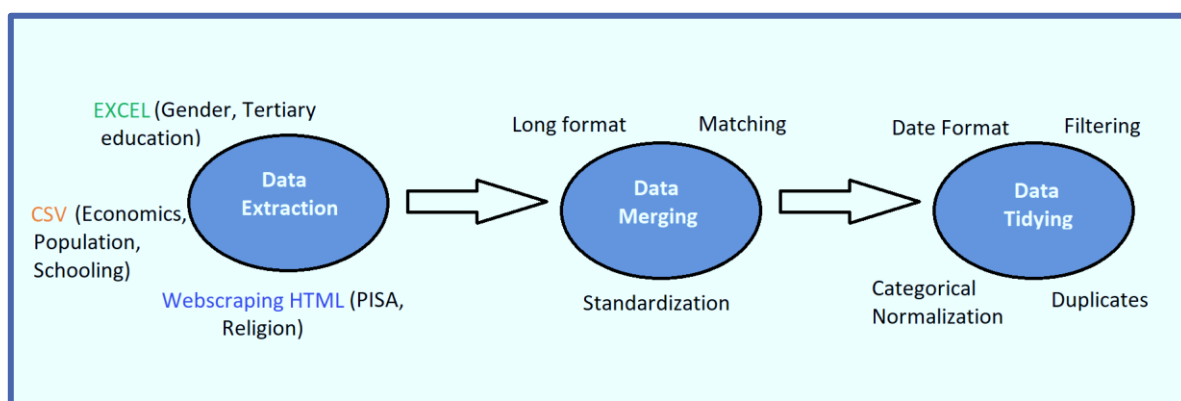 EXCEL (Gender, Tertiary
education)
Data
Extraction
CSV (Economics,
Population,
Schooling)
Webscraping HTML (PISA,
Religion)
Long format
Matching
Data
Merging
Standardization
Date Format
Filtering
Data
Tidying
Categorical
Normalization
Duplicates